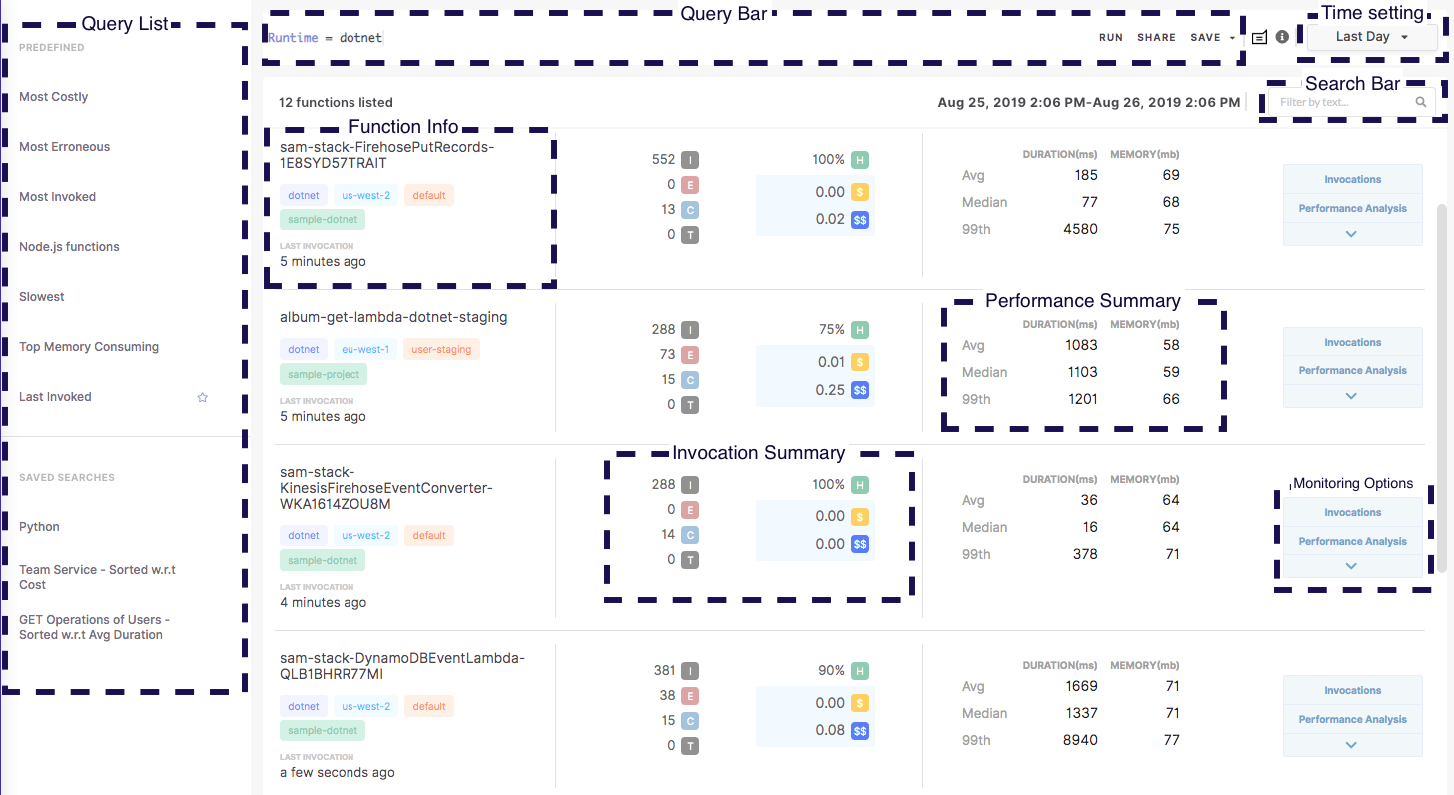 Query List
PREDEFINED
Most Costly
Most Erroneous
Most Invoked
Node.js functions
Slowest
Top Memory Consuming
Last Invoked
SAVED SEARCHES
Python
Team Service - Sorted w.r.t
Cost
GET Operations of Users -
Sorted w.r.t Avg Duration
Query Bar
Runtime = dotnet
RUN SHARE SAVE
Time setting
Last Day
12 functions listed
Aug 25, 2019 2:06 PM-Aug 26, 2019 2:06 PM
Search Bar
Filter by text...
Function Info
sam-stack-FirehosePutRecords-
1E8SYD57TRAIT
dotnet us-west-2 default
sample-dotnet
LAST INVOCATION
5 minutes ago
552 I
0 E
13 C
0 T
100% H
0.00 $
0.02 $$
DURATION(ms) MEMORY(mb)
Avg 185 69
Median 77 68
99th 4580 75
Invocations
Performance Analysis
album-get-lambda-dotnet-staging
dotnet eu-west-1 user-staging
sample-project
LAST INVOCATION
5 minutes ago
288 I
73 E
15 C
0 T
75% H
0.01 $
0.25 $$
Performance Summary
DURATION(ms) MEMORY(mb)
Avg 1083 58
Median 1103 59
99th 1201 66
Invocations
Performance Analysis
sam-stack-
KinesisFirehoseEventConverter-
WKA1614ZOU8M
dotnet us-west-2 default
sample-dotnet
LAST INVOCATION
4 minutes ago
Invocation Summary
288 I
0 E
14 C
0 T
100% H
0.00 $
0.00 $$
DURATION(ms) MEMORY(mb)
Avg 36 64
Median 16 64
99th 378 71
Monitoring Options
Invocations
Performance Analysis
sam-stack-DynamoDBEventLambda-
QLB1BHRR77MI
dotnet us-west-2 default
sample-dotnet
LAST INVOCATION
a few seconds ago
381 I
38 E
15 C
0 T
90% H
0.00 $
0.08 $$
DURATION(ms) MEMORY(mb)
Avg 1669 71
Median 1337 71
99th 8940 77
Invocations
Performance Analysis